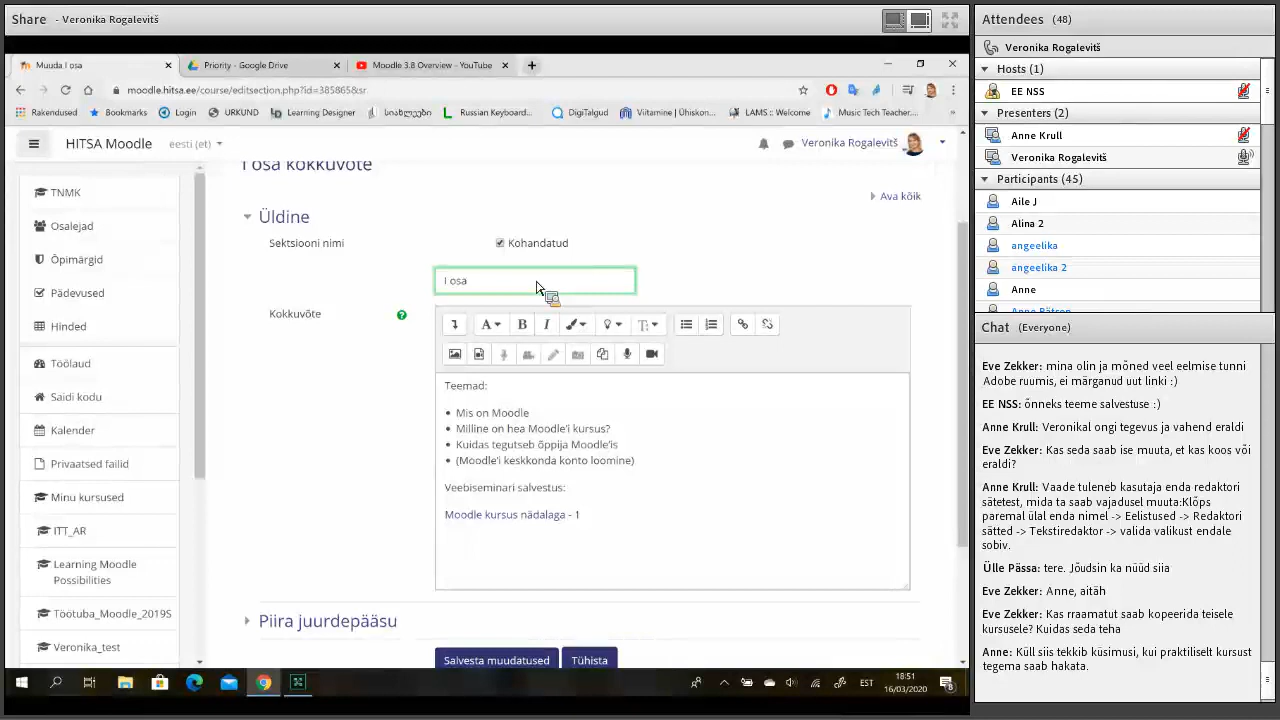 Share - Veronika Rogalevitš
Attendees (48)
Veronika Rogalevitš
Hosts (1)
EE NSS
Presenters (2)
Anne Krull
Veronika Rogalevitš
Participants (45)
Aile J
Alina 2
angeelika
angeelika 2
Anne
Anne Rätsep
Muuda I osa
Priority - Google Drive
Moodle 3.8 Overview – YouTube
moodle.hitsa.ee/course/editsection.php?id=385865&sr
Rakendused
Õis
URKUND
Login
Learning Designer
სახელოვბო
Russian Keyboard...
DigiTalgud
Viitamine | Ühiskon...
LAMS :: Welcome
Music Tech Teacher,...
HITSA Moodle
eesti (et)
Veronika Rogalevitš
TNMK
Osalejad
Õpimärgid
Pädevused
Hinded
Töölaud
Saidi kodu
Kalender
Privaatsed failid
Minu kursused
ITT_AR
Learning Moodle
Possibilities
Töötuba_Moodle_2019S
Veronika_test
I osa kokkuvõte
Ava kõik
Üldine
Sektsiooni nimi
Kohandatud
I osa
Kokkuvõte
Teemad:
• Mis on Moodle
• Milline on hea Moodle'i kursus?
• Kuidas tegutseb õppija Moodle'is
• (Moodle'i keskkonda konto loomine)
Veebiseminari salvestus:
Moodle kursus nädalaga - 1
Piira juurdepääsu
Salvesta muudatused
Tühista
EST
18:51
16/03/2020
8
Chat (Everyone)
Eve Zekker: mina olin ja mõned veel eelmise tunni
Adobe ruumis, ei märganud uut linki :)
EE NSS: õnneks teeme salvestuse :)
Anne Krull: Veronikal ongi tegevus ja vahend eraldi
Eve Zekker: Kas seda saab ise muuta, et kas koos või
eraldi?
Anne Krull: Vaade tuleneb kasutaja enda redaktori
sätetest, mida ta saab vajadusel muuta:Klõps
paremal ülal enda nimel -> Eelistused -> Redaktori
sätted -> Tekstiredaktor -> valida valikust endale
sobiv.
Ülle Pässa: tere. Jõudsin ka nüüd siia
Eve Zekker: Anne, aitäh
Eve Zekker: Kas raamatut saab kopeerida teisele
kursusele? Kuidas seda teha
Anne: Küll siis tekkib küsimusi, kui praktiliselt kursust
tegema saab hakata.